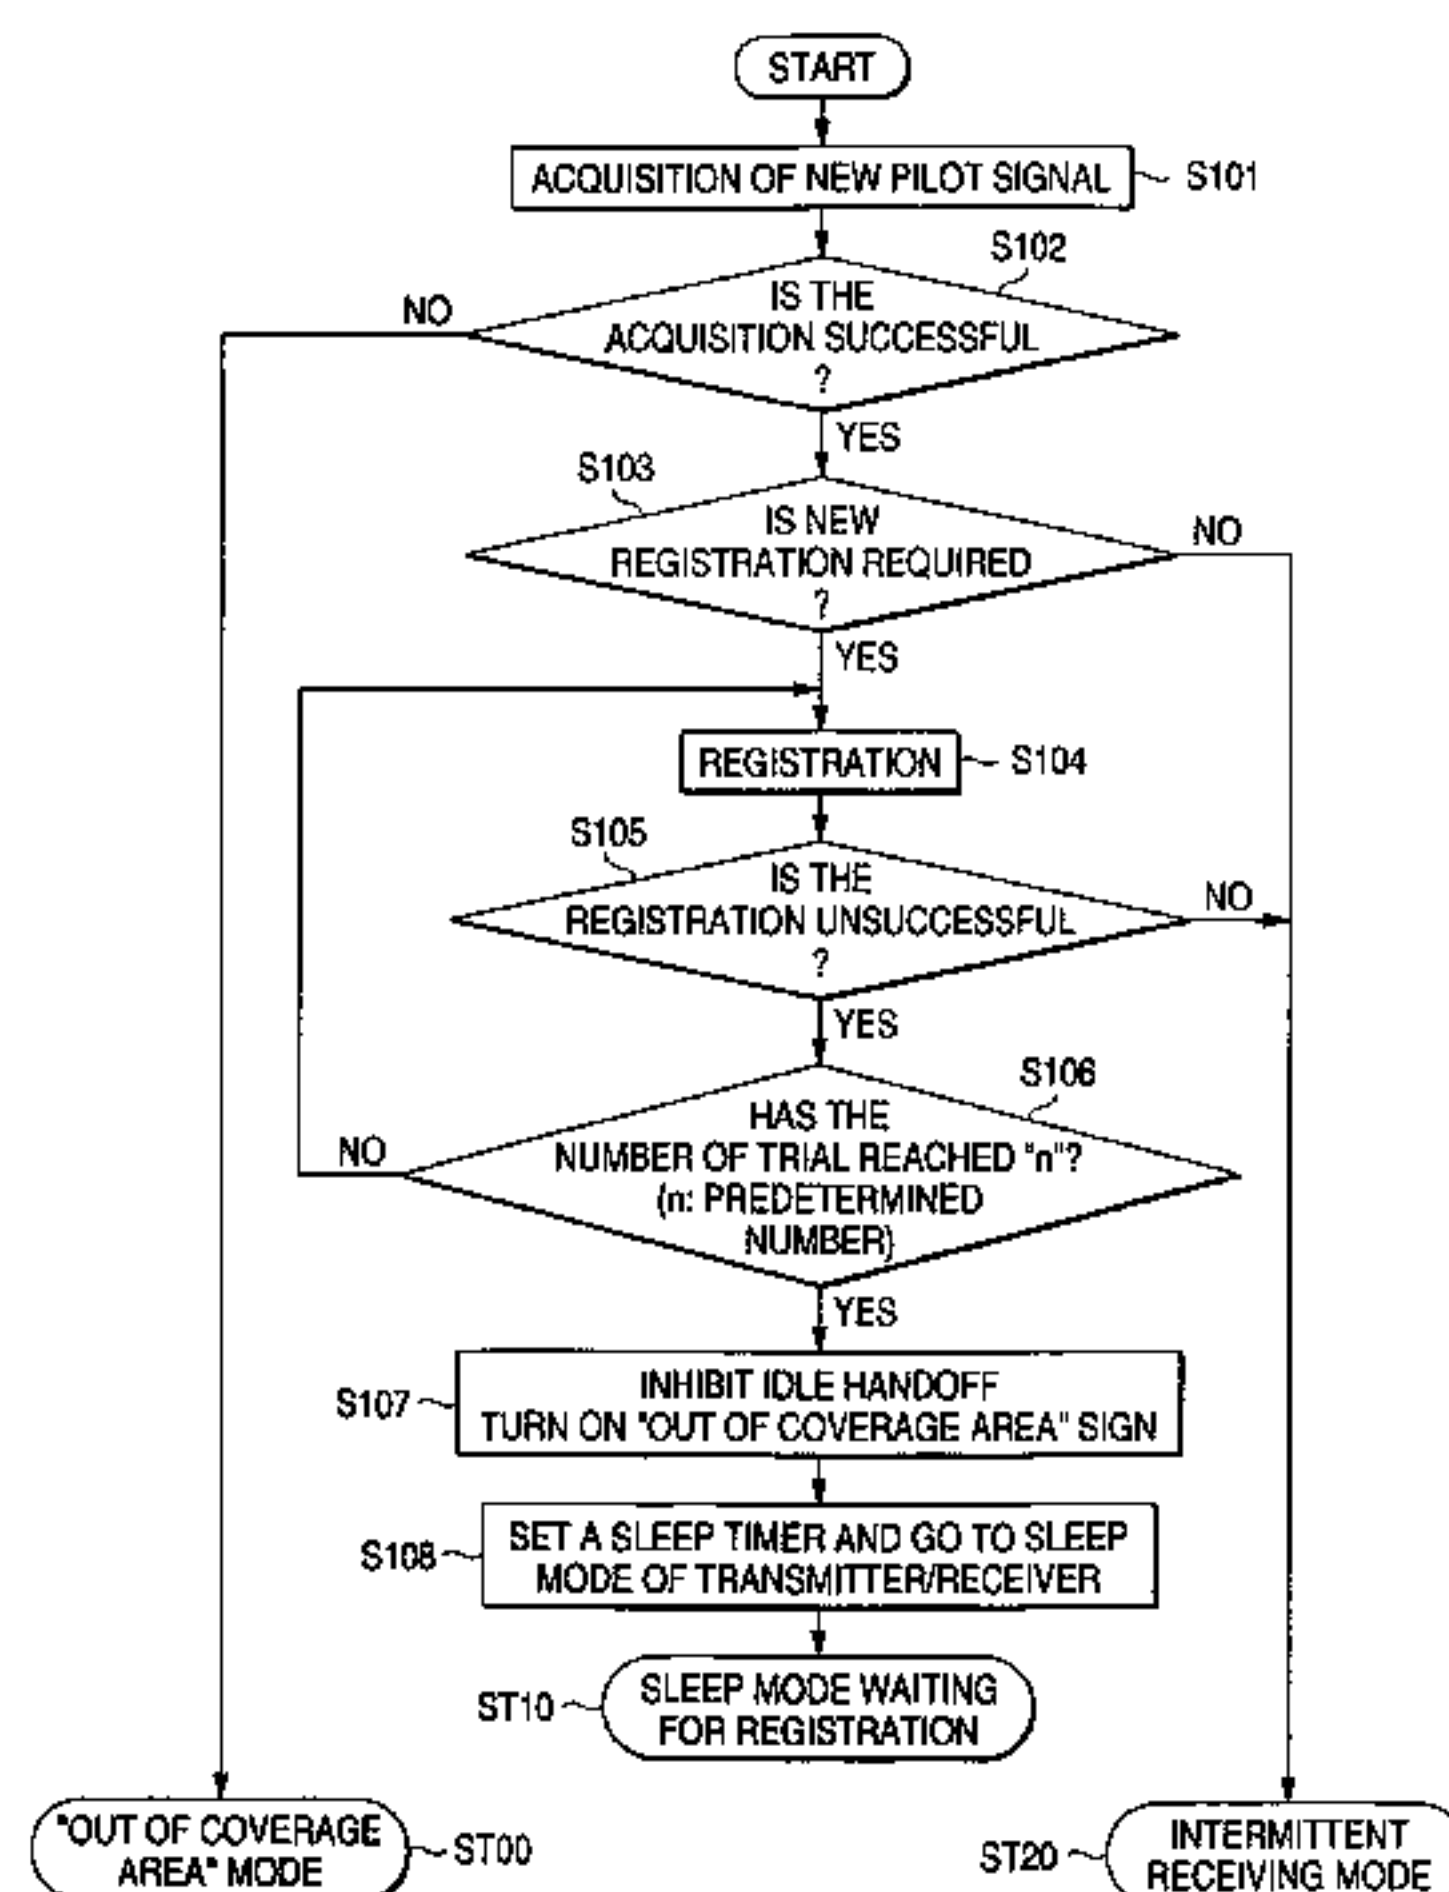 START
ACQUISITION OF NEW PILOT SIGNAL
S101
S102
IS THE
ACQUISITION SUCCESSFUL
?
NO
YES
S103
IS NEW
REGISTRATION REQUIRED
?
NO
YES
REGISTRATION
S104
S105
IS THE
REGISTRATION UNSUCCESSFUL
?
NO
YES
S106
HAS THE
NUMBER OF TRIAL REACHED "n"?
(n: PREDETERMINED
NUMBER)
NO
YES
S107
INHIBIT IDLE HANDOFF
TURN ON "OUT OF COVERAGE AREA" SIGN
S108
SET A SLEEP TIMER AND GO TO SLEEP
MODE OF TRANSMITTER/RECEIVER
ST10
SLEEP MODE WAITING
FOR REGISTRATION
"OUT OF COVERAGE
AREA" MODE
ST00
ST20
INTERMITTENT
RECEIVING MODE